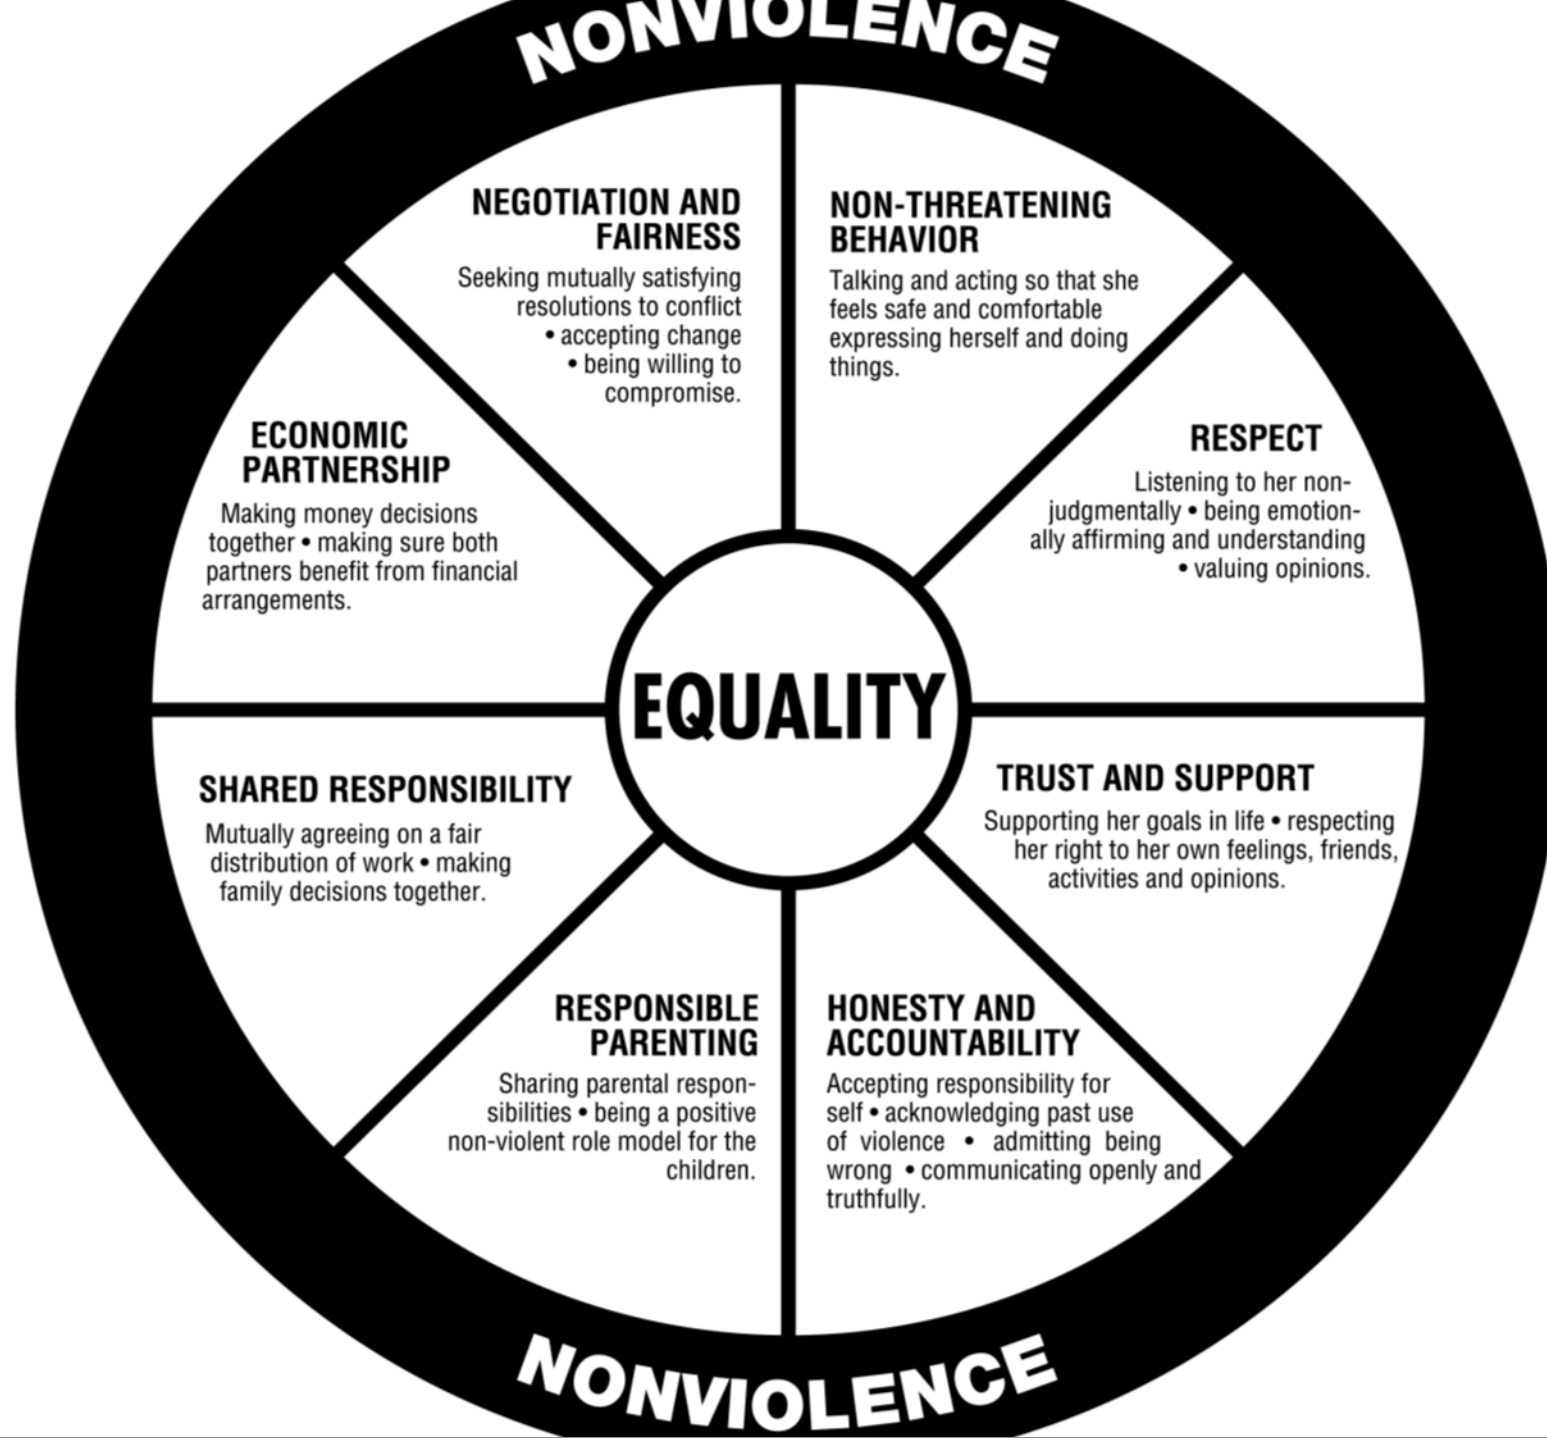 NONVIOLENCE
NEGOTIATION AND
FAIRNESS
Seeking mutually satisfying
resolutions to conflict
• accepting change
• being willing to
compromise.
NON-THREATENING
BEHAVIOR
Talking and acting so that she
feels safe and comfortable
expressing herself and doing
things.
ECONOMIC
PARTNERSHIP
Making money decisions
together • making sure both
partners benefit from financial
arrangements.
RESPECT
Listening to her non-
judgmentally • being emotion-
ally affirming and understanding
• valuing opinions.
EQUALITY
SHARED RESPONSIBILITY
Mutually agreeing on a fair
distribution of work • making
family decisions together.
TRUST AND SUPPORT
Supporting her goals in life • respecting
her right to her own feelings, friends,
activities and opinions.
RESPONSIBLE
PARENTING
Sharing parental respon-
sibilities • being a positive
non-violent role model for the
children.
HONESTY AND
ACCOUNTABILITY
Accepting responsibility for
self • acknowledging past use
of violence • admitting being
wrong • communicating openly and
truthfully.
NONVIOLENCE